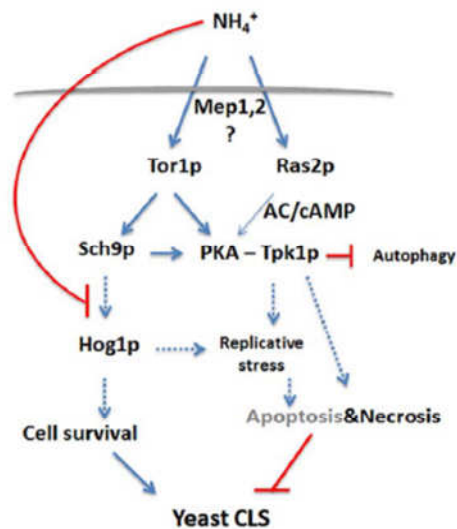 NH₄⁺
Mep1,2
?
Tor1p
Ras2p
AC/cAMP
Sch9p
PKA – Tpk1p
Autophagy
Hog1p
Replicative
stress
Apoptosis&Necrosis
Cell survival
Yeast CLS